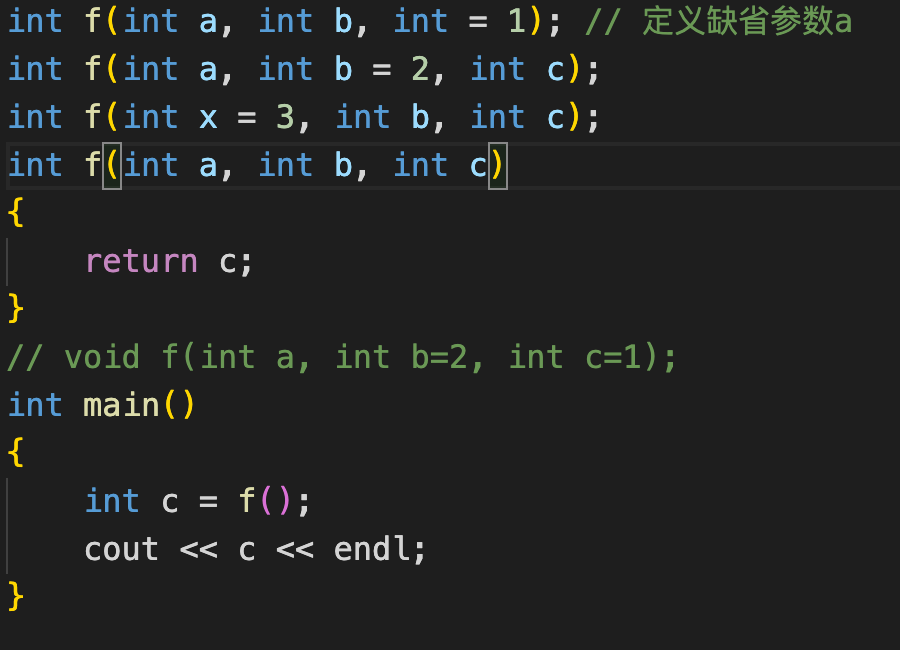 int f(int a, int b, int = 1); // 定义缺省参数a
int f(int a, int b = 2, int c);
int f(int x = 3, int b, int c);
int f(int a, int b, int c)
{
    return c;
}
// void f(int a, int b=2, int c=1);
int main()
{
    int c = f();
    cout << c << endl;
}